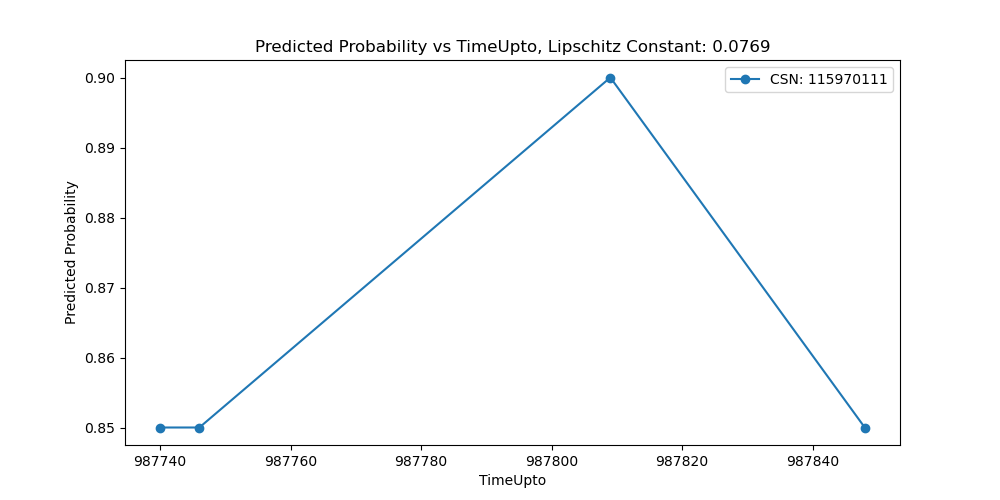 Predicted Probability vs TimeUpto, Lipschitz Constant: 0.0769
CSN: 115970111
0.90
0.89
0.88
0.87
0.86
0.85
Predicted Probability
987740 987760 987780 987800 987820 987840
TimeUpto